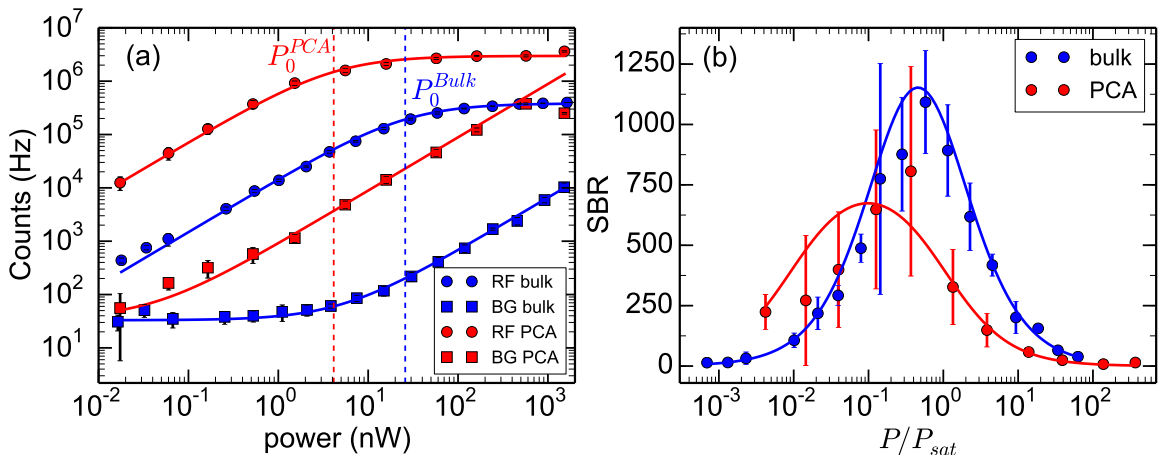 (a)
P_0^{PCA}
P_0^{Bulk}
10^7
10^6
10^5
10^4
10^3
10^2
10^1
Counts (Hz)
RF bulk
BG bulk
RF PCA
BG PCA
10^{-2} 10^{-1} 10^0 10^1 10^2 10^3
power (nW)
(b)
bulk
PCA
1250
1000
750
500
250
0
SBR
10^{-3} 10^{-2} 10^{-1} 10^0 10^1 10^2
P/P_{sat}